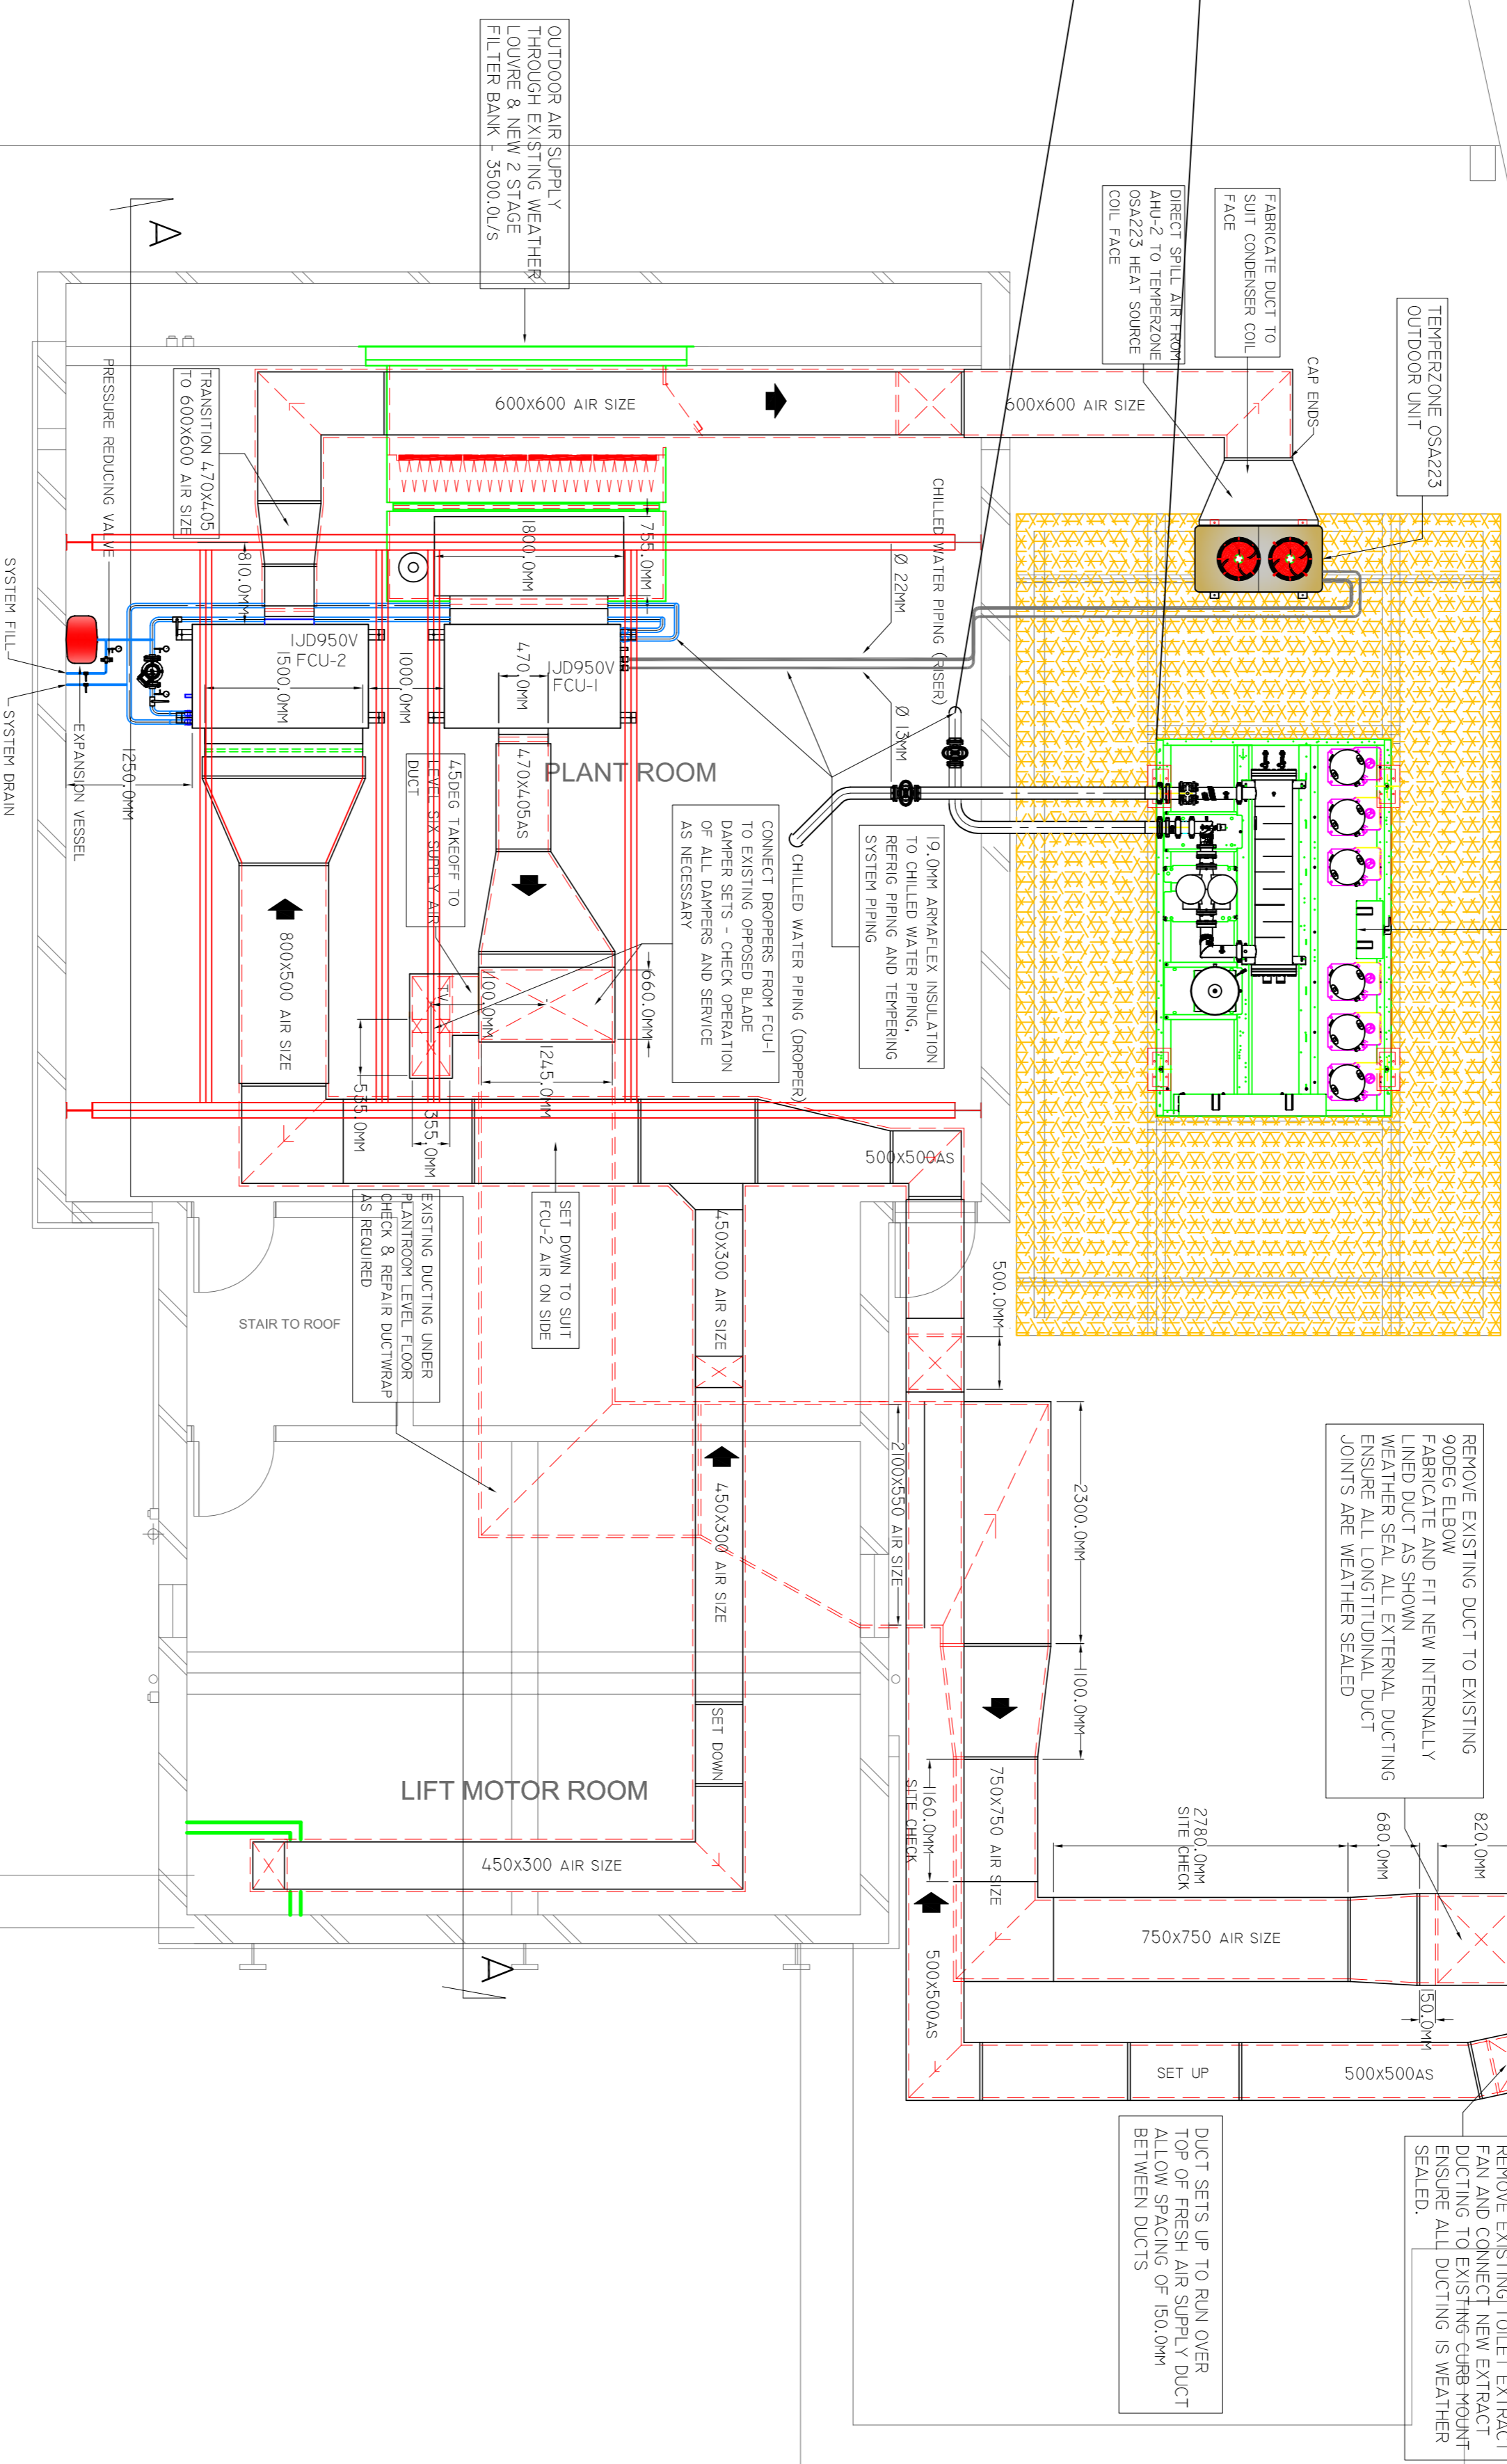 OUTDOOR AIR SUPPLY
THROUGH EXISTING WEATHER
LOUVRE & NEW 2 STAGE
FILTER BANK - 3500.0L/S
FABRICATE DUCT TO
SUIT CONDENSER COIL
FACE
DIRECT SPILL AIR FROM
AHU-2 TO TEMPERZONE
OSA223 HEAT SOURCE
COIL FACE
TEMPERZONE OSA223
OUTDOOR UNIT
CAP ENDS
A
600X600 AIR SIZE
600X600 AIR SIZE
TRANSITION 470X405
TO 600X600 AIR SIZE
PRESSURE REDUCING VALVE
SYSTEM FILL
SYSTEM DRAIN
EXPANSION VESSEL
810.0MM
1800.0MM
755.0MM
Ø 22MM
CHILLED WATER PIPING (RISER)
Ø 13MM
1JD950V
FCU-2
1500.0MM
1000.0MM
1JD950V
FCU-1
470.0MM
1250.0MM
470X405AS
PLANT ROOM
45DEG TAKEOFF TO
LEVEL SIX SUPPLY AIR
DUCT
CONNECT DROPPERS FROM FCU-1
TO EXISTING OPPOSED BLADE
DAMPER SETS - CHECK OPERATION
OF ALL DAMPERS AND SERVICE
AS NECESSARY
19.0MM ARMAFLEX INSULATION
TO CHILLED WATER PIPING,
REFRIG PIPING AND TEMPERING
SYSTEM PIPING
CHILLED WATER PIPING (DROPPER)
800X500 AIR SIZE
1100.0MM
660.0MM
1245.0MM
535.0MM
355.0MM
500X500AS
SET DOWN TO SUIT
FCU-2 AIR ON SIDE
EXISTING DUCTING UNDER
PLANTROOM LEVEL FLOOR
CHECK & REPAIR DUCTWRAP
AS REQUIRED
STAIR TO ROOF
450X300 AIR SIZE
450X300 AIR SIZE
500.0MM
2100X550 AIR SIZE
2300.0MM
1100.0MM
REMOVE EXISTING DUCT TO EXISTING
90DEG ELBOW
FABRICATE AND FIT NEW INTERNALLY
LINED DUCT AS SHOWN
WEATHER SEAL ALL EXTERNAL DUCTING
ENSURE ALL LONGTITUDINAL DUCT
JOINTS ARE WEATHER SEALED
SET DOWN
LIFT MOTOR ROOM
450X300 AIR SIZE
1160.0MM
SITE CHECK
750X750 AIR SIZE
2780.0MM
SITE CHECK
680.0MM
820.0MM
750X750 AIR SIZE
150.0MM
500X500AS
A
SET UP
500X500AS
DUCT SETS UP TO RUN OVER
TOP OF FRESH AIR SUPPLY DUCT
ALLOW SPACING OF 150.0MM
BETWEEN DUCTS
REMOVE EXISTING TOILET EXTRACT
FAN AND CONNECT NEW EXTRACT
DUCTING TO EXISTING CURB MOUNT
ENSURE ALL DUCTING IS WEATHER
SEALED.